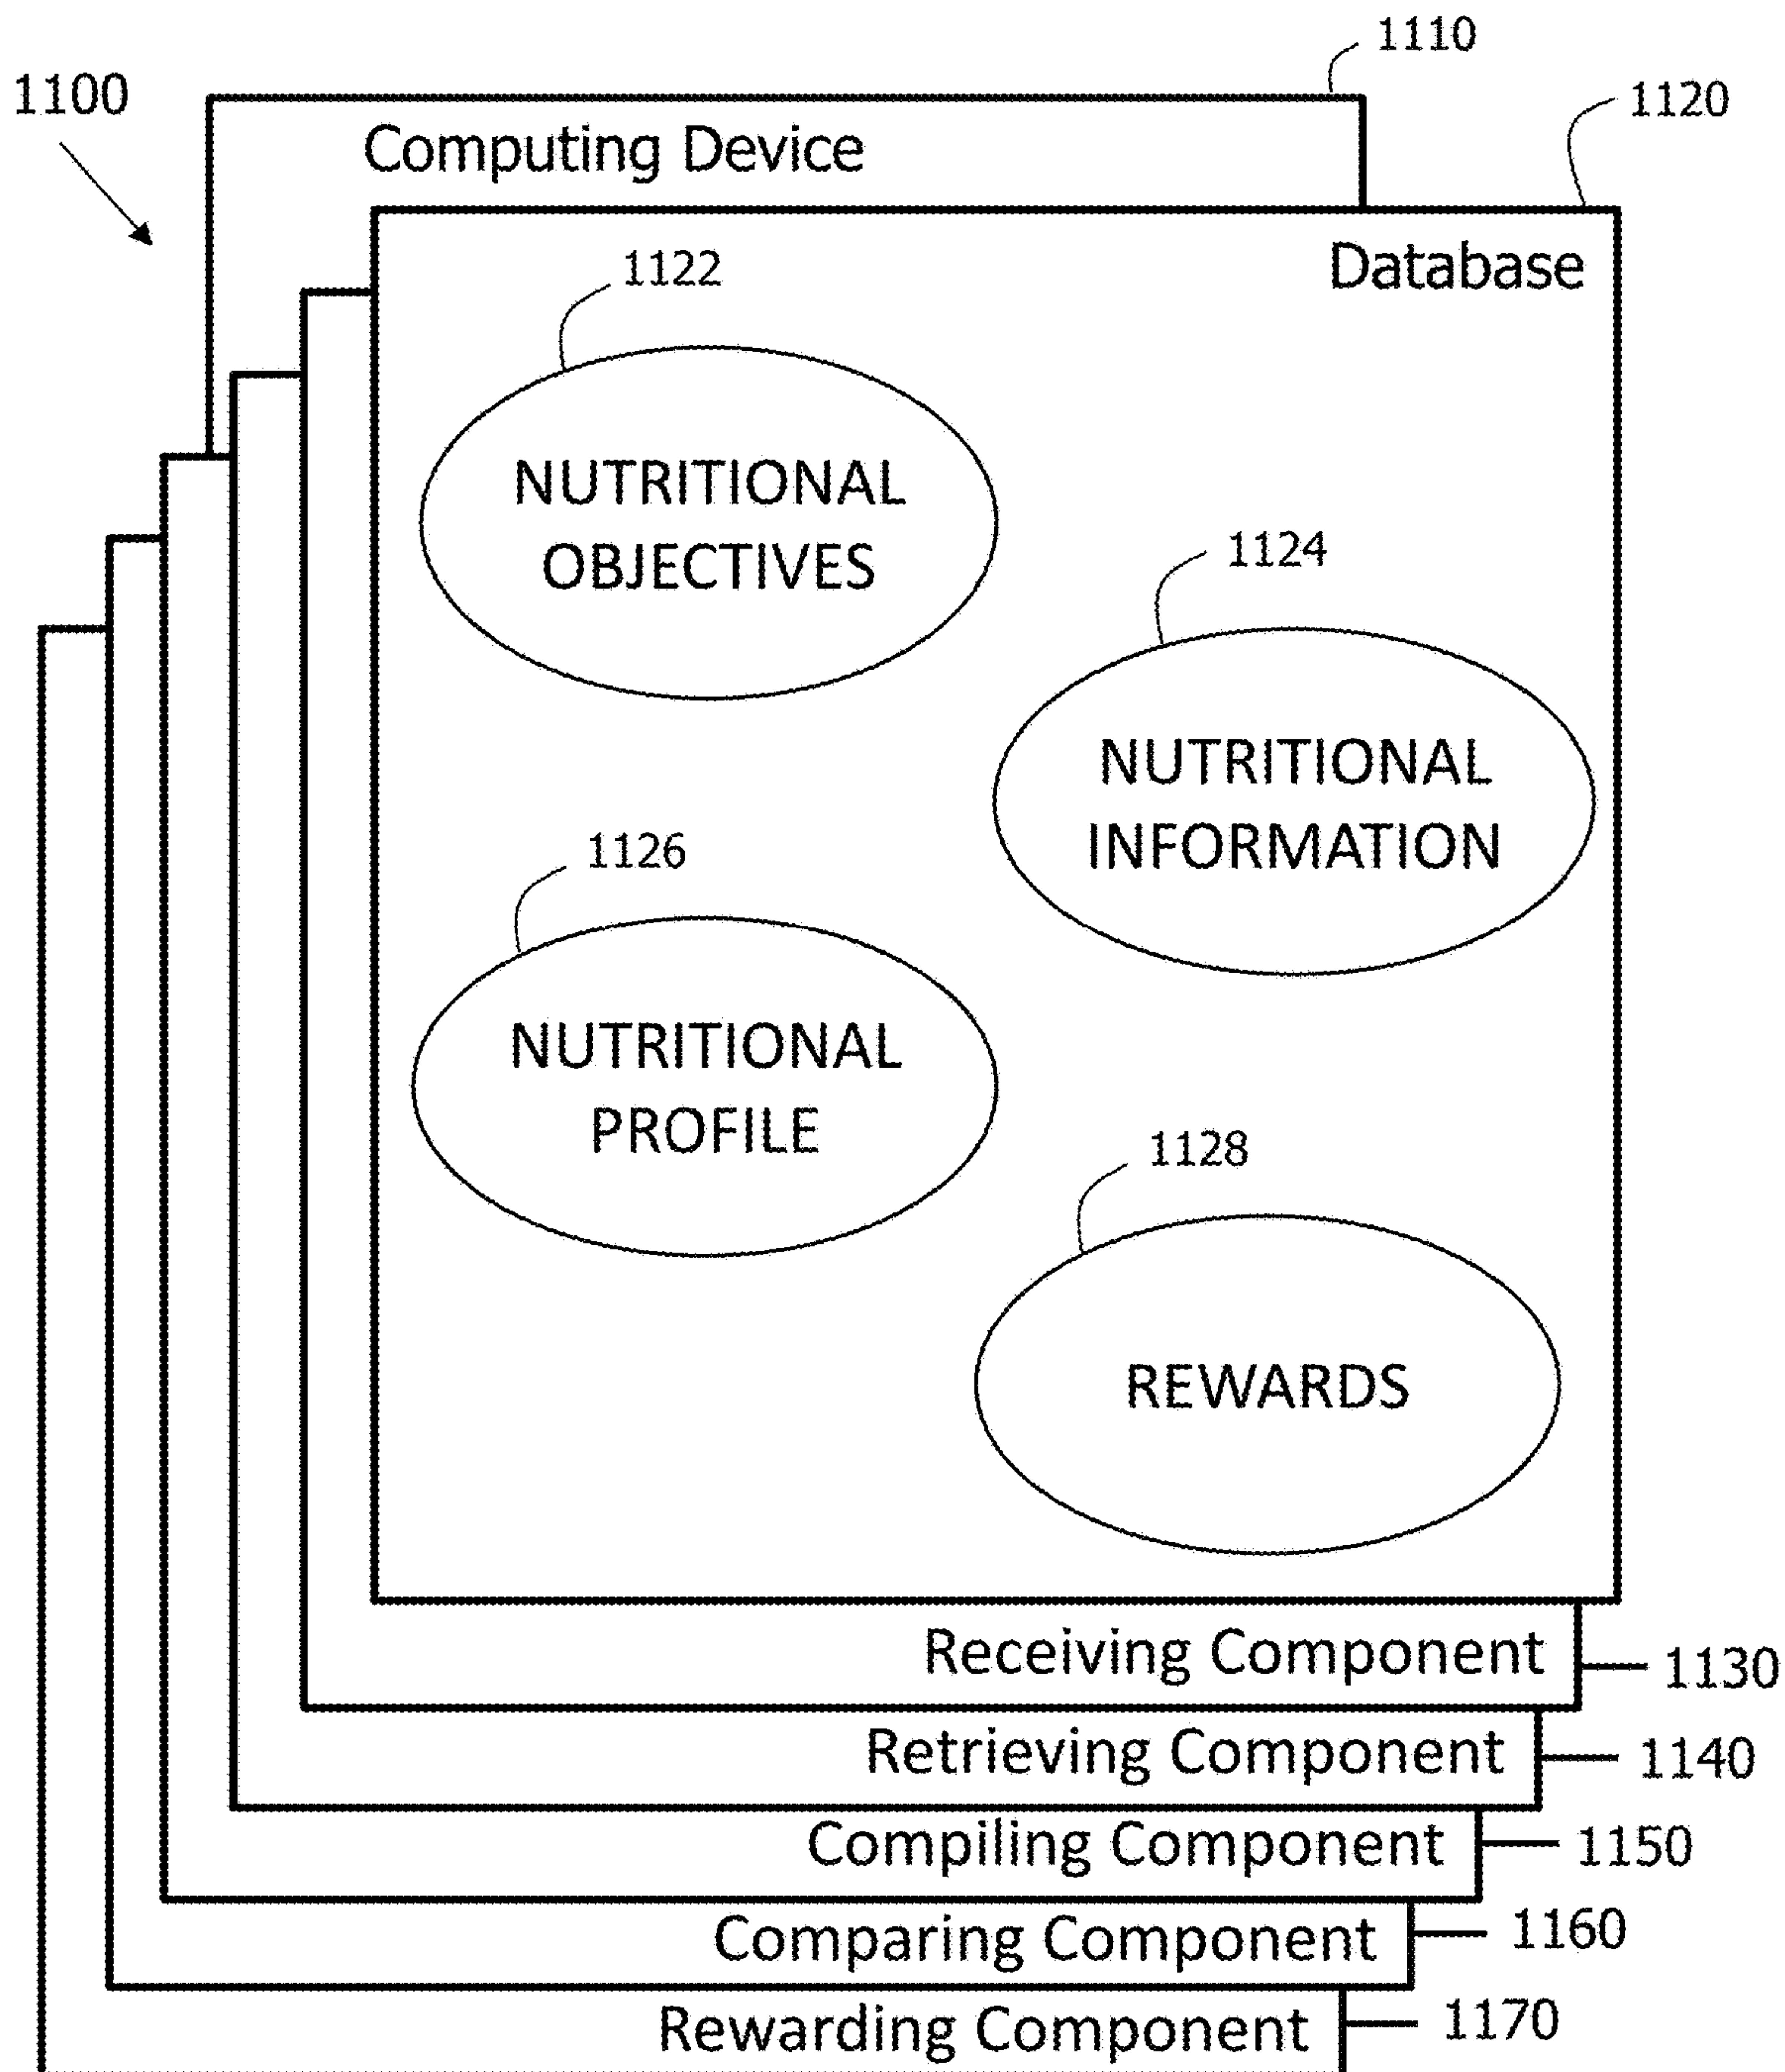 1110
1100
1120
Computing Device
Database
1122
NUTRITIONAL
OBJECTIVES
1124
NUTRITIONAL
INFORMATION
1126
NUTRITIONAL
PROFILE
1128
REWARDS
Receiving Component
1130
Retrieving Component
1140
Compiling Component
1150
Comparing Component
1160
Rewarding Component
1170